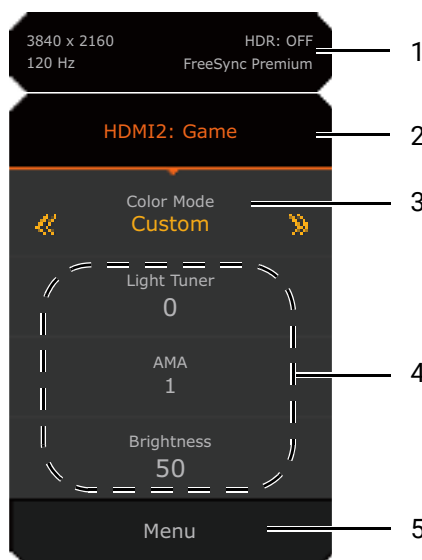 3840 x 2160 HDR: OFF
120 Hz FreeSync Premium
1
HDMI2: Game
2
Color Mode
3
Custom
Light Tuner
0
AMA
1
4
Brightness
50
Menu
5